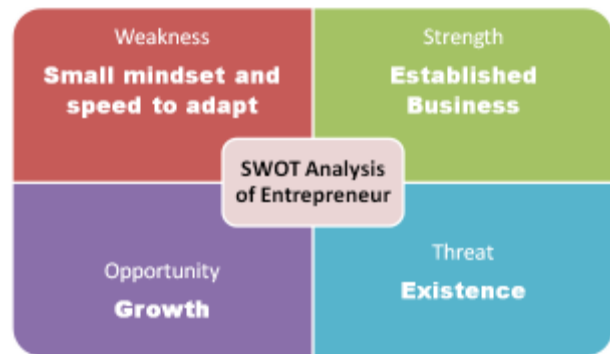 Weakness
Small mindset and
speed to adapt
Strength
Established
Business
SWOT Analysis
of Entrepreneur
Opportunity
Growth
Threat
Existence